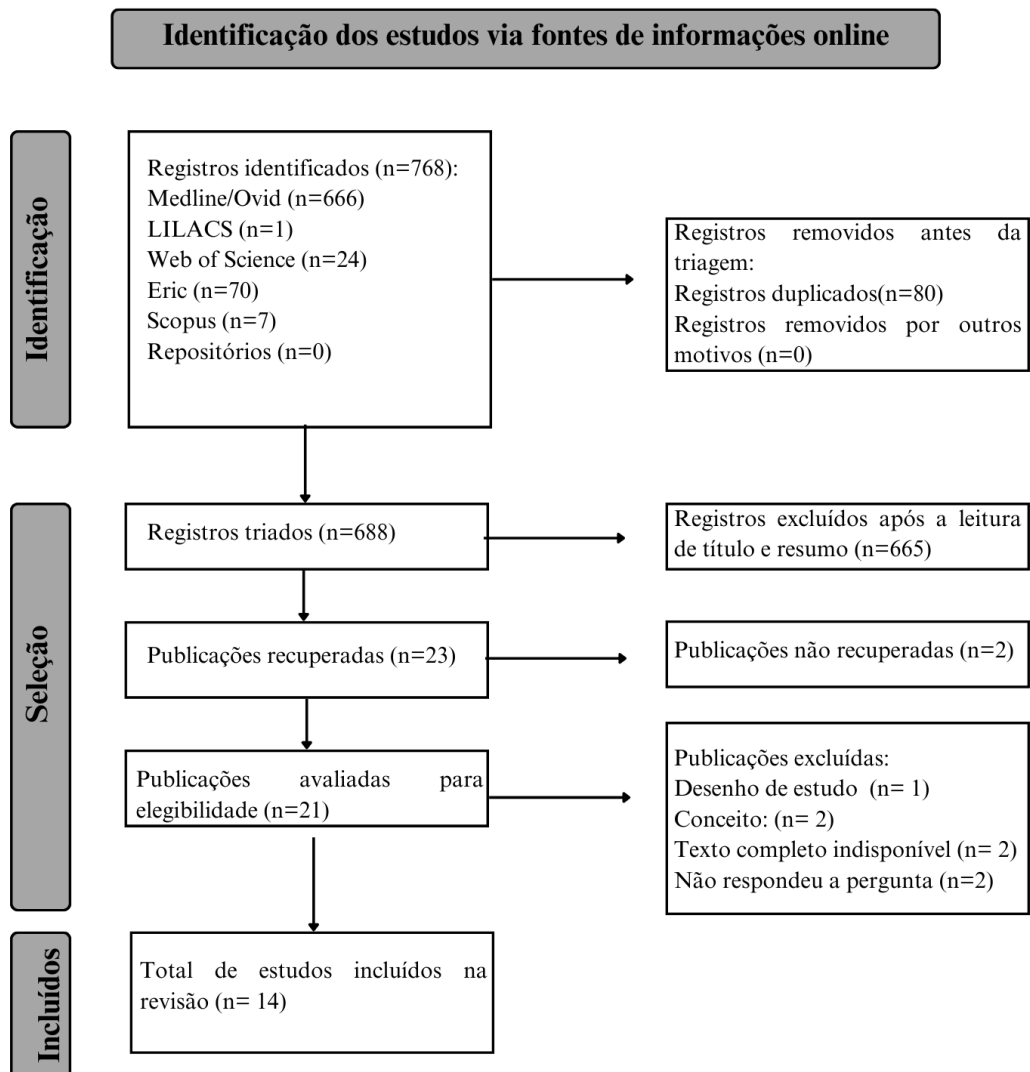 Identificação dos estudos via fontes de informações online
Identificação
Registros identificados (n=768):
Medline/Ovid (n=666)
LILACS (n=1)
Web of Science (n=24)
Eric (n=70)
Scopus (n=7)
Repositórios (n=0)
Registros removidos antes da
triagem:
Registros duplicados(n=80)
Registros removidos por outros
motivos (n=0)
Seleção
Registros triados (n=688)
Registros excluídos após a leitura
de título e resumo (n=665)
Publicações recuperadas (n=23)
Publicações não recuperadas (n=2)
Publicações avaliadas para
elegibilidade (n=21)
Publicações excluídas:
Desenho de estudo (n= 1)
Conceito: (n= 2)
Texto completo indisponível (n= 2)
Não respondeu a pergunta (n=2)
Incluídos
Total de estudos incluídos na
revisão (n= 14)